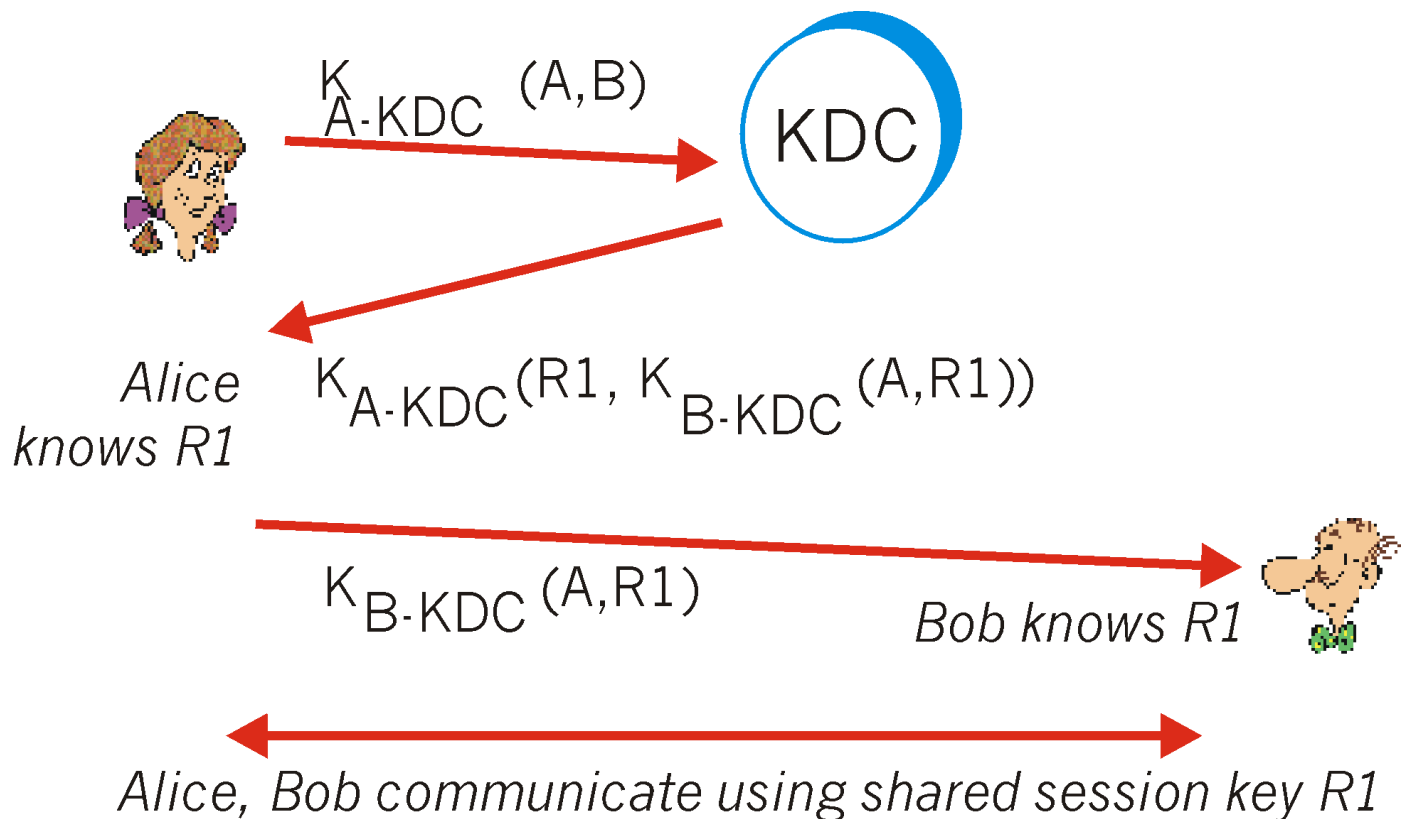 K A-KDC (A,B)
KDC
Alice
knows R1
K A-KDC (R1, K B-KDC (A,R1))
K B-KDC (A,R1)
Bob knows R1
Alice, Bob communicate using shared session key R1